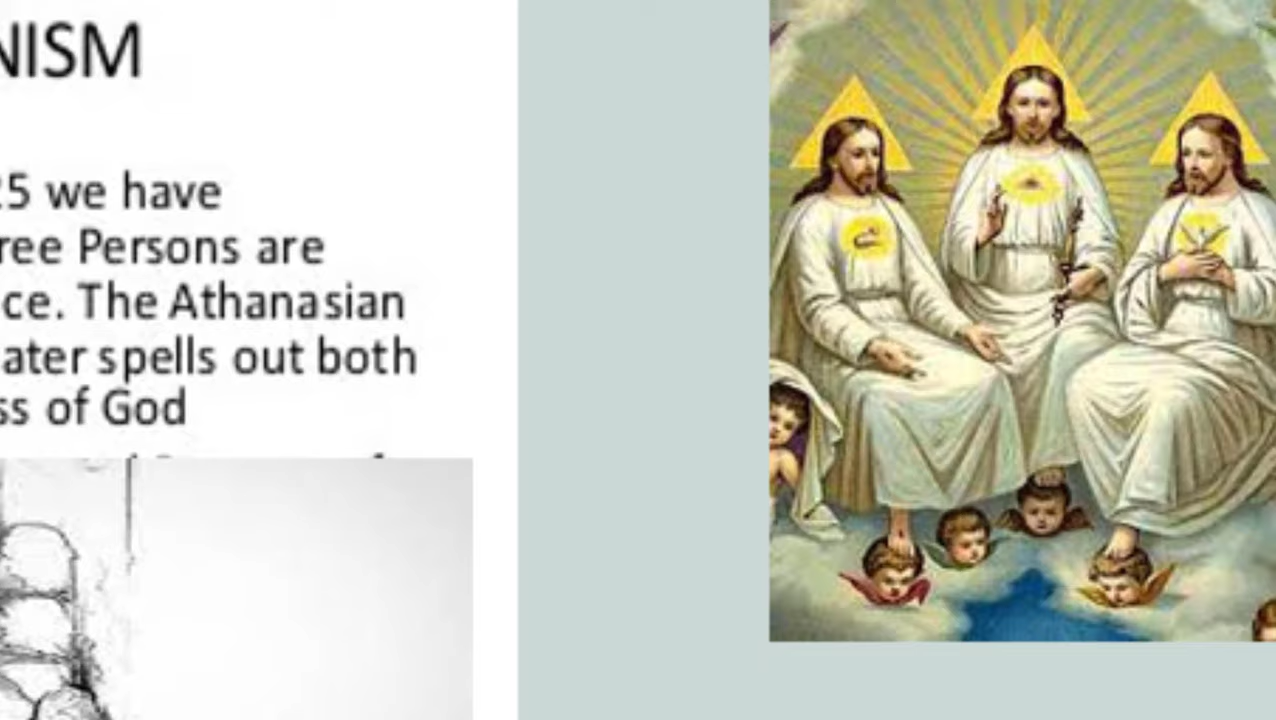 NISM
25 we have
ree Persons are
ce. The Athanasian
ater spells out both
ss of God